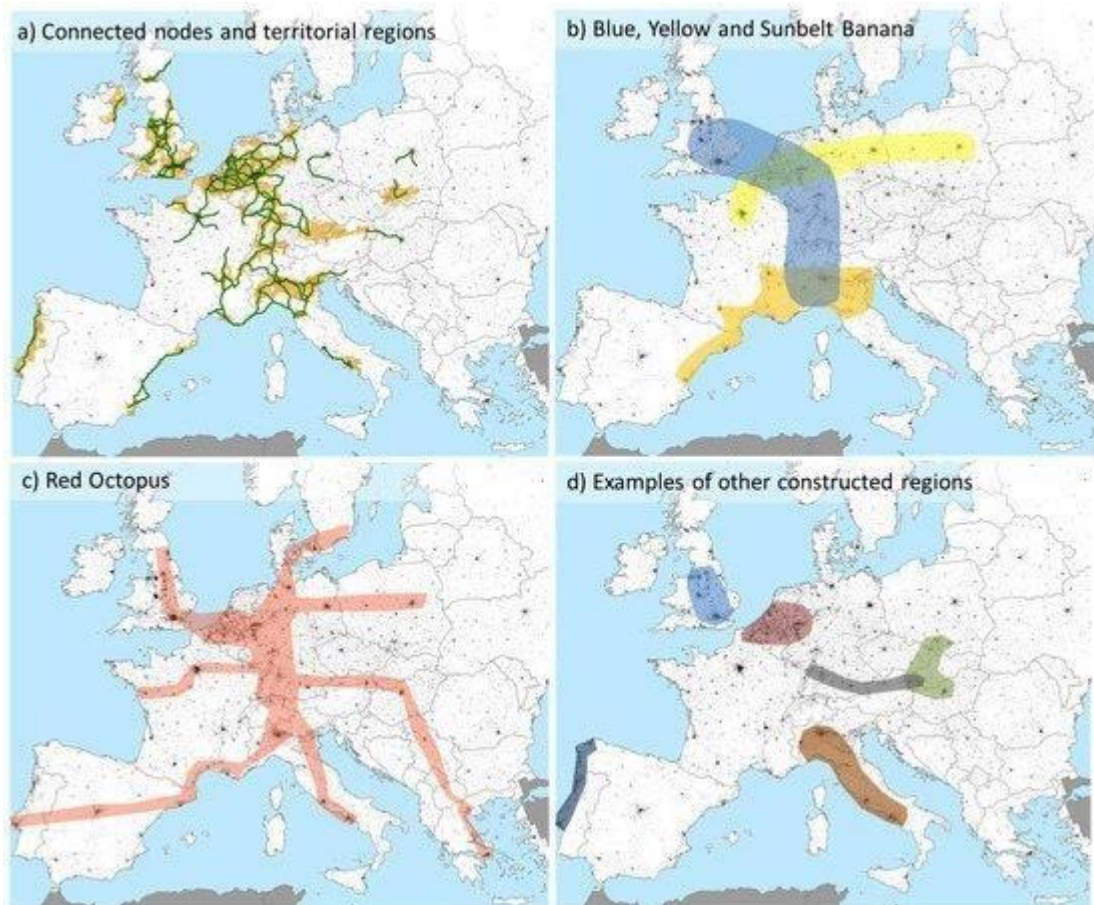 a) Connected nodes and territorial regions
b) Blue, Yellow and Sunbelt Banana
c) Red Octopus
d) Examples of other constructed regions